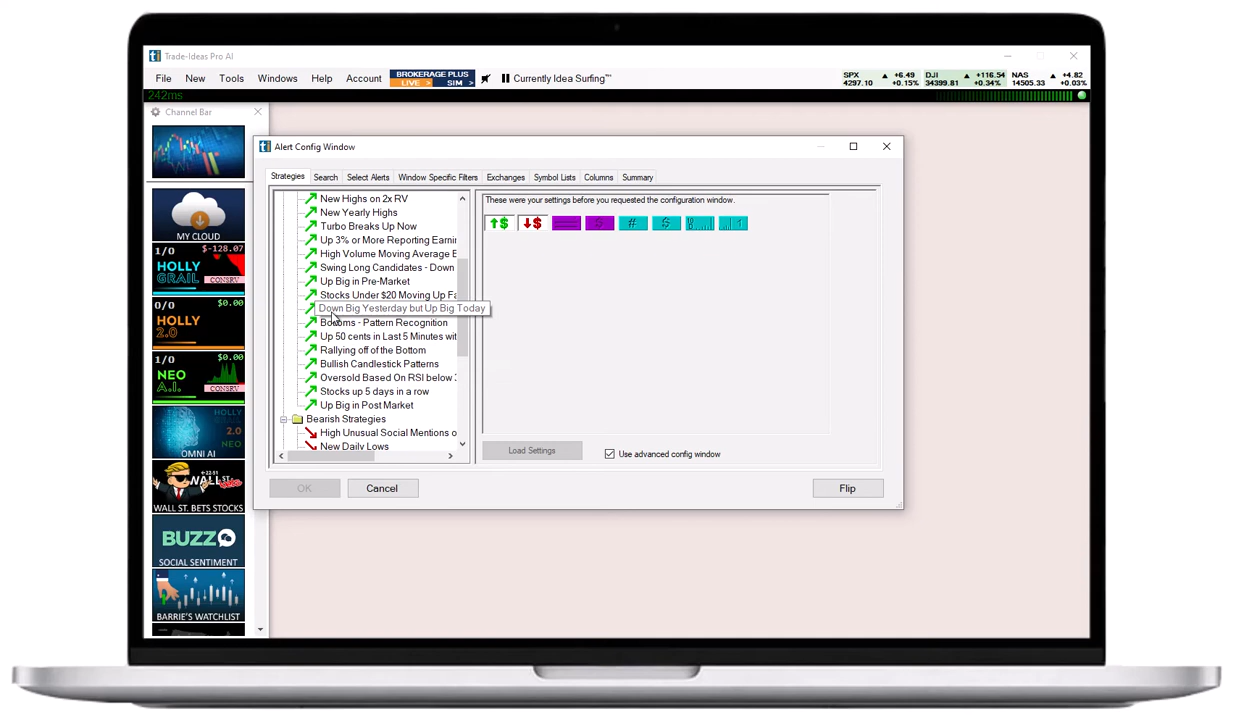 Trade-Ideas Pro AI
File New Tools Windows Help Account BROKERAGE PLUS LIVE > SIM > Currently Idea Surfing™
SPX 4297.10 +6.49 +0.15% DJI 34399.81 +116.54 +0.34% NAS 14505.33 +4.82 +0.03%
242ms
Channel Bar
MY CLOUD
1/0 $-128.07
HOLLY GRAIL CONSRV
0/0 $0.00
HOLLY 2.0
1/0 $0.00
NEO A.I. CONSRV
HOLLY
2.0
NEO
OMNI AI
WALL ST. BETS STOCKS
BUZZ
SOCIAL SENTIMENT
BARRIE'S WATCHLIST
Alert Config Window
Strategies Search Select Alerts Window Specific Filters Exchanges Symbol Lists Columns Summary
New Highs on 2x RV
New Yearly Highs
Turbo Breaks Up Now
Up 3% or More Reporting Earnin
High Volume Moving Average
Swing Long Candidates - Down
Up Big in Pre-Market
Stocks Under $20 Moving Up Fa
Down Big Yesterday but Up Big Today
Bottoms - Pattern Recognition
Up 50 cents in Last 5 Minutes wit
Rallying off of the Bottom
Bullish Candlestick Patterns
Oversold Based On RSI below
Stocks up 5 days in a row
Up Big in Post Market
Bearish Strategies
High Unusual Social Mentions o
New Daily Lows
These were your settings before you requested the configuration window.
Load Settings
Use advanced config window
OK Cancel Flip